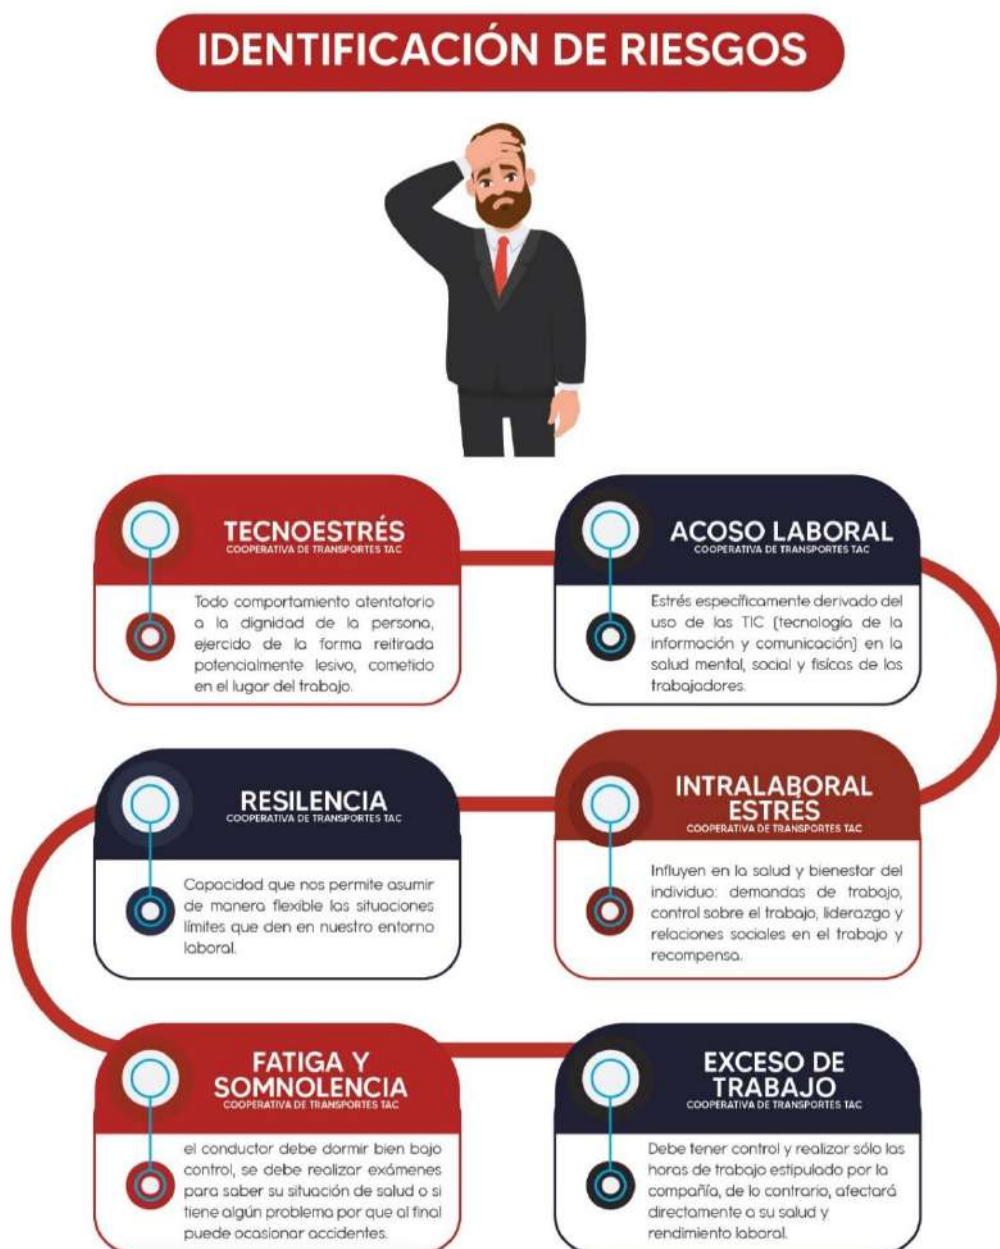 IDENTIFICACIÓN DE RIESGOS
TECNOESTRÉS
COOPERATIVA DE TRANSPORTES TAC
Todo comportamiento atentatorio
a la dignidad de la persona,
ejercido de la forma reitirada
potencialmente lesivo, cometido
en el lugar del trabajo.
ACOSO LABORAL
COOPERATIVA DE TRANSPORTES TAC
Estrés específicamente derivado del
uso de las TIC (tecnología de la
información y comunicación) en la
salud mental, social y fisícas de los
trabajadores.
RESILENCIA
COOPERATIVA DE TRANSPORTES TAC
Capacidad que nos permite asumir
de manera flexible las situaciones
límites que den en nuestro entorno
laboral.
INTRALABORAL
ESTRÉS
COOPERATIVA DE TRANSPORTES TAC
Influyen en la salud y bienestar del
individuo: demandas de trabajo,
control sobre el trabajo, liderazgo y
relaciones sociales en el trabajo y
recompensa.
FATIGA Y
SOMNOLENCIA
COOPERATIVA DE TRANSPORTES TAC
el conductor debe dormir bien bajo
control, se debe realizar exámenes
para saber su situación de salud o si
tiene algún problema por que al final
puede ocasionar accidentes.
EXCESO DE
TRABAJO
COOPERATIVA DE TRANSPORTES TAC
Debe tener control y realizar sólo las
horas de trabajo estipulado por la
compañía, de lo contrario, afectará
directamente a su salud y
rendimiento laboral.